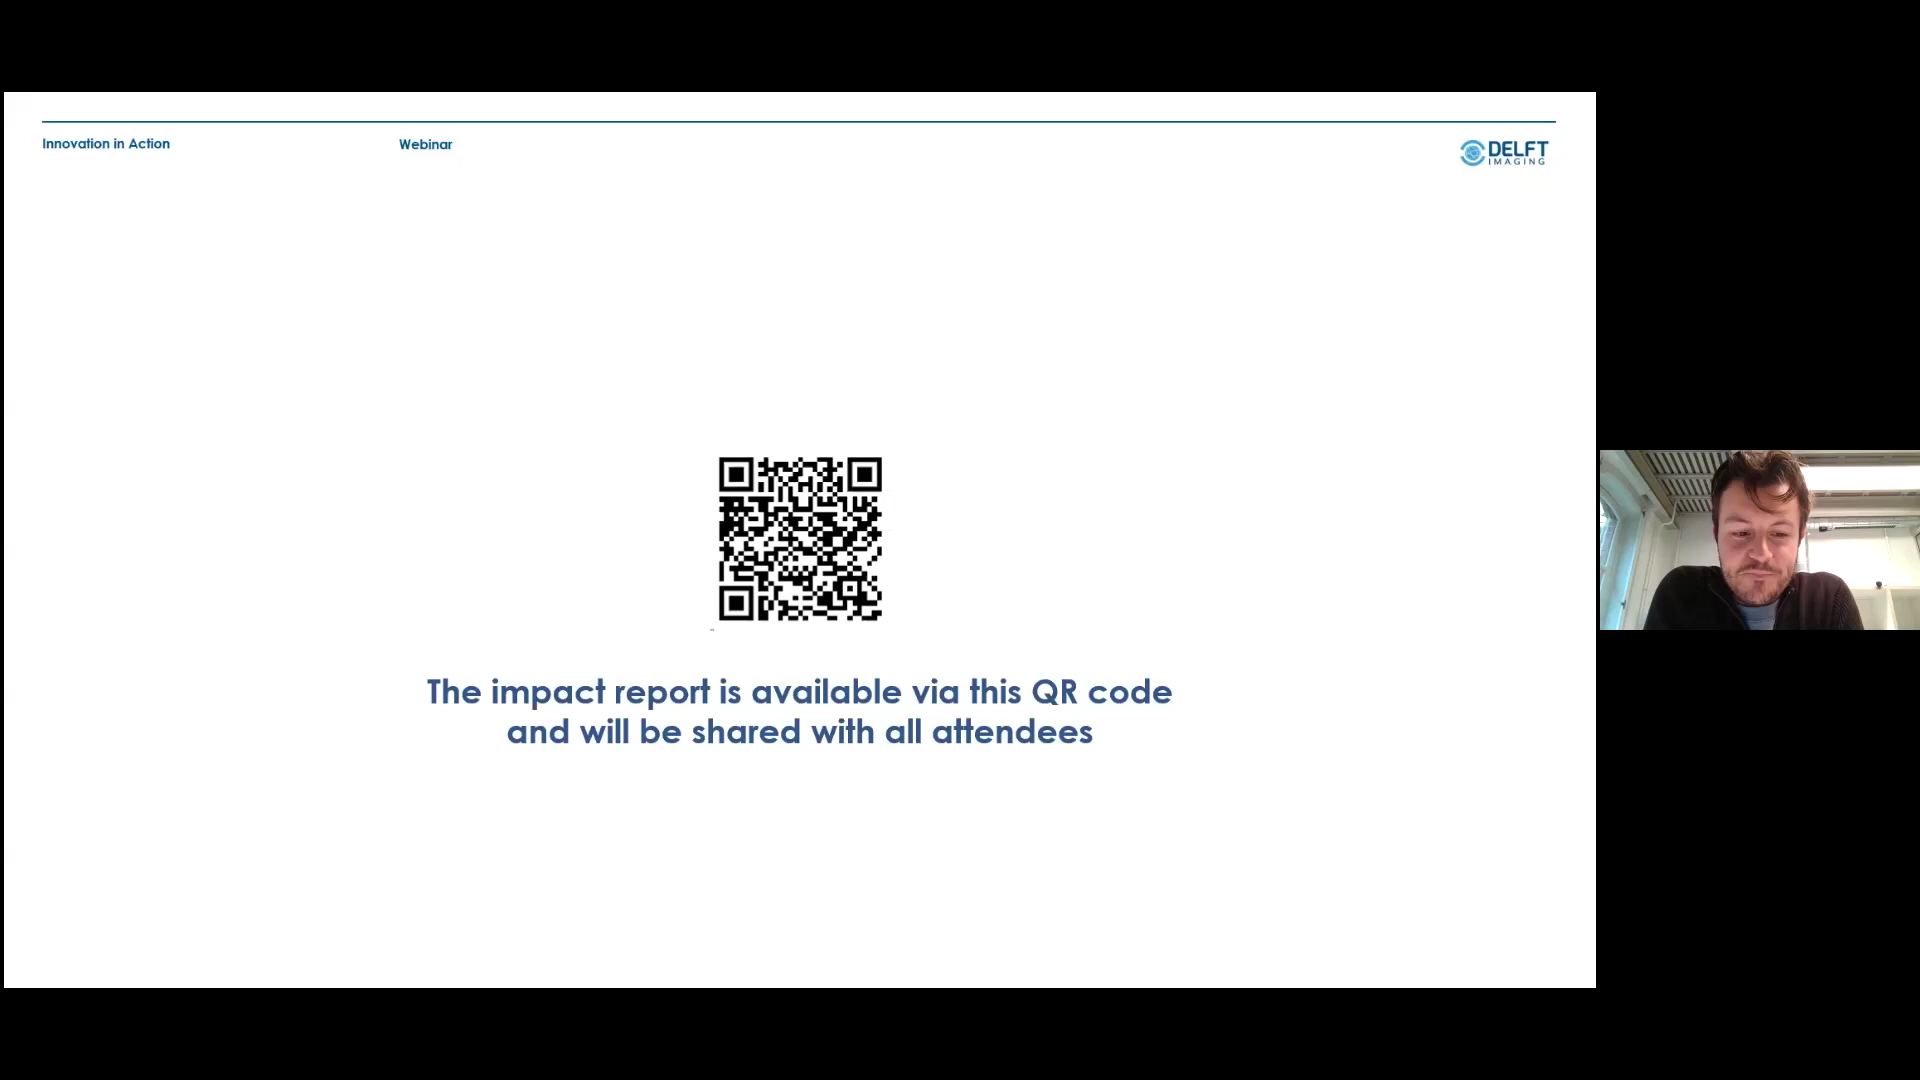 Innovation in Action
Webinar
DELFT
IMAGING
The impact report is available via this QR code
and will be shared with all attendees